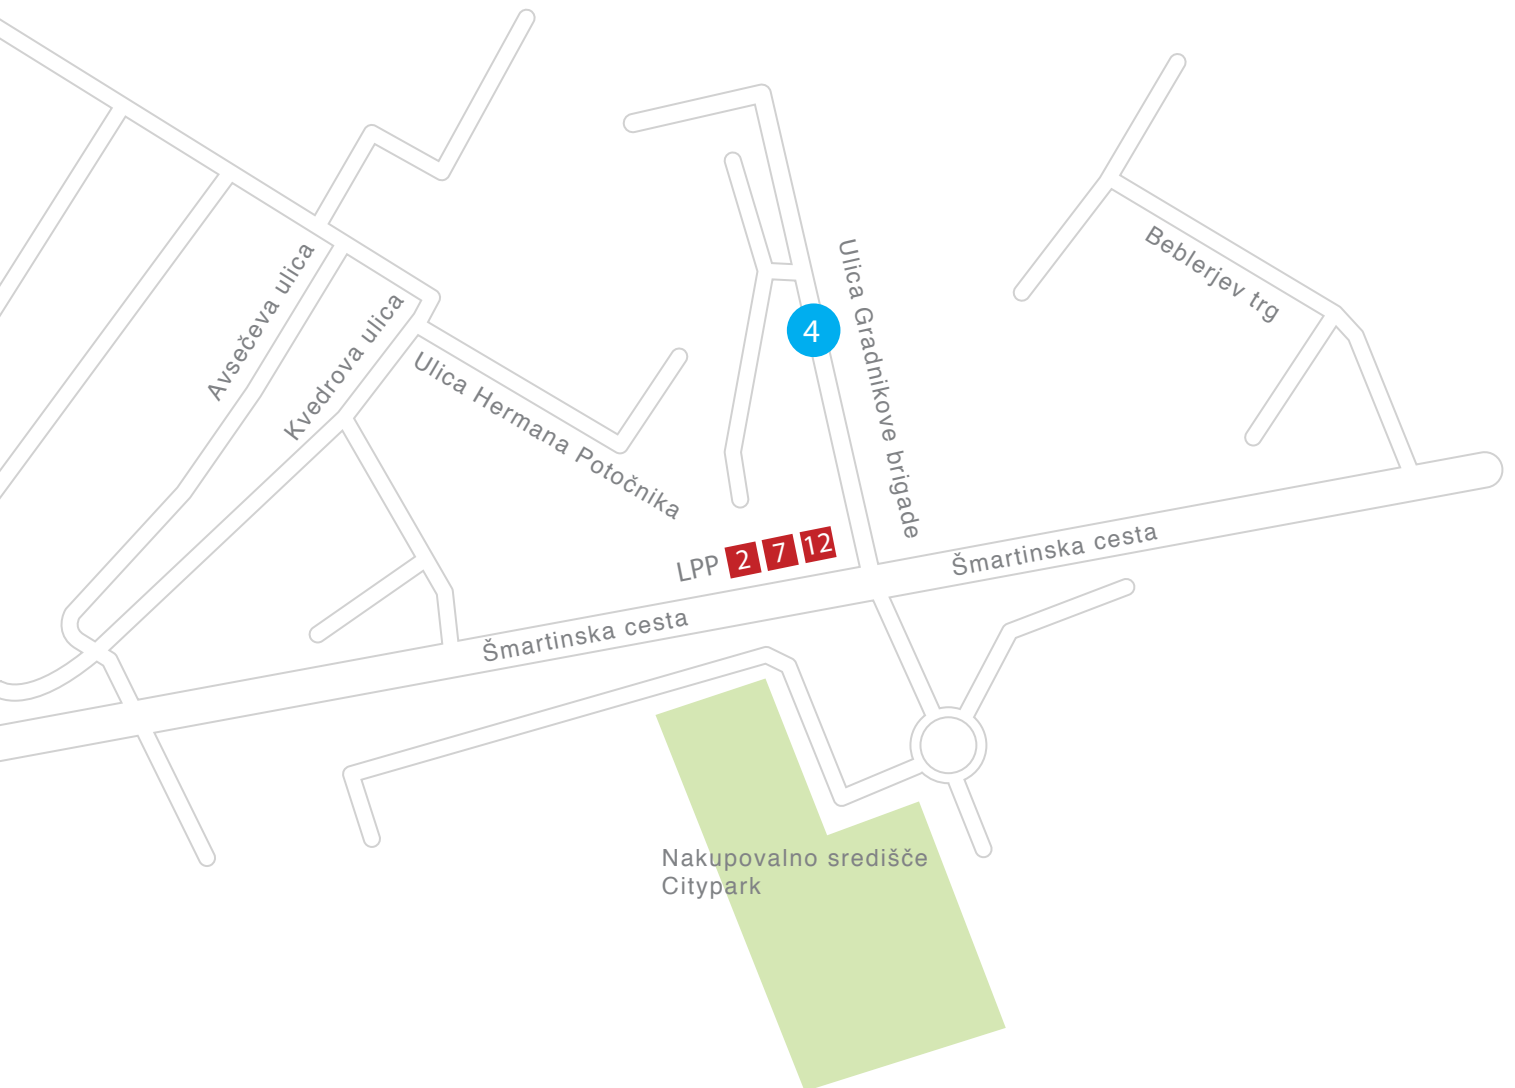 Avsečeva ulica
Kvedrova ulica
Ulica Hermana Potočnika
Ulica Gradnikove brigade
Beblerjev trg
4
LPP 2 7 12
Šmartinska cesta
Šmartinska cesta
Nakupovalno središče
Citypark